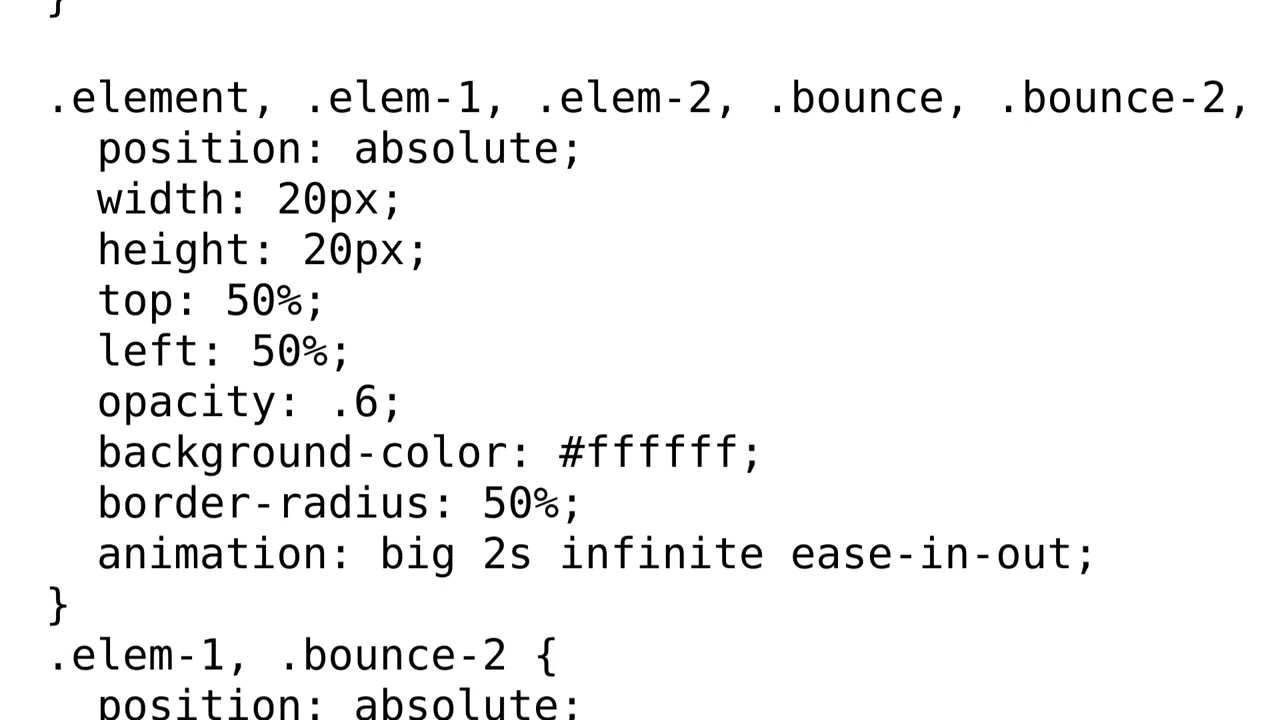 }
.element, .elem-1, .elem-2, .bounce, .bounce-2,
  position: absolute;
  width: 20px;
  height: 20px;
  top: 50%;
  left: 50%;
  opacity: .6;
  background-color: #ffffff;
  border-radius: 50%;
  animation: big 2s infinite ease-in-out;
}
.elem-1, .bounce-2 {
  position: absolute;